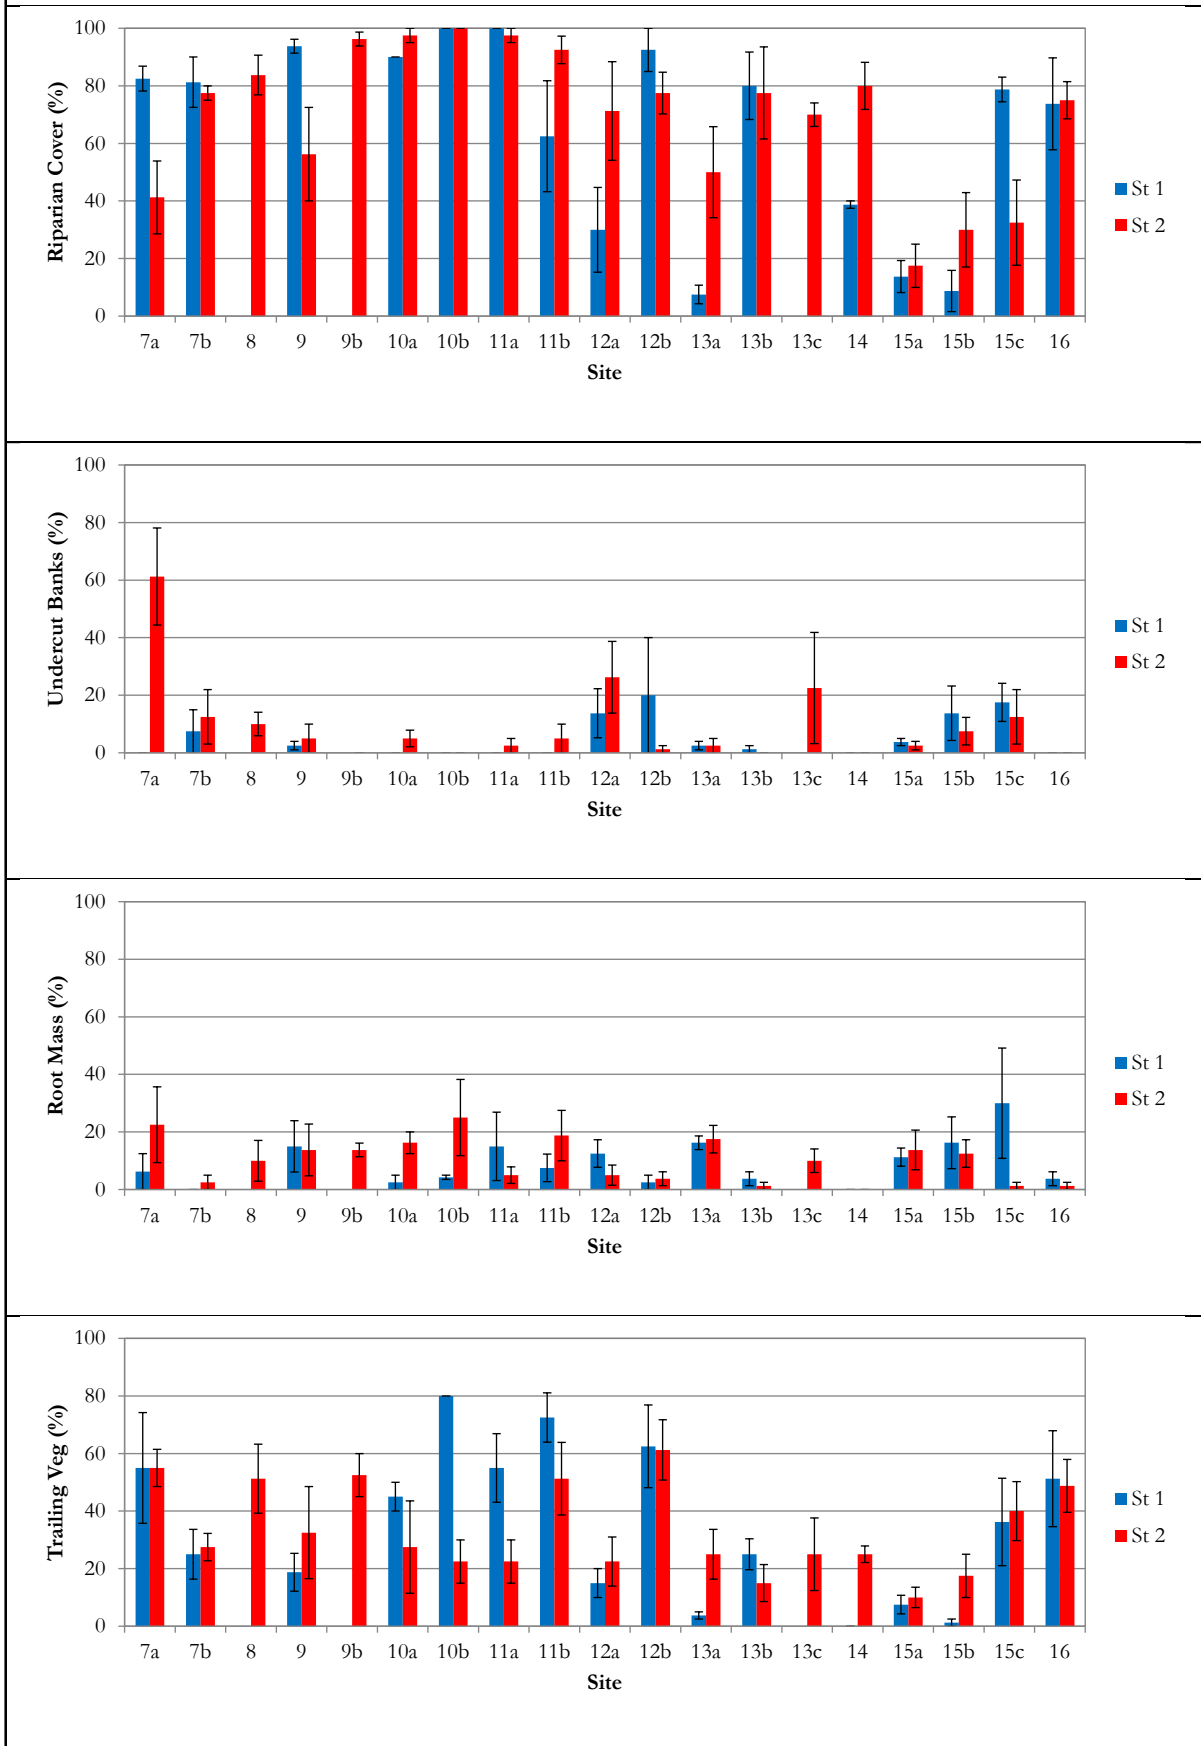 100
80
60
40
20
0
Riparian Cover (%)
7a 7b 8 9 9b 10a 10b 11a 11b 12a 12b 13a 13b 13c 14 15a 15b 15c 16
Site
St 1
St 2
100
80
60
40
20
0
Undercut Banks (%)
7a 7b 8 9 9b 10a 10b 11a 11b 12a 12b 13a 13b 13c 14 15a 15b 15c 16
Site
St 1
St 2
100
80
60
40
20
0
Root Mass (%)
7a 7b 8 9 9b 10a 10b 11a 11b 12a 12b 13a 13b 13c 14 15a 15b 15c 16
Site
St 1
St 2
100
80
60
40
20
0
Trailing Veg (%)
7a 7b 8 9 9b 10a 10b 11a 11b 12a 12b 13a 13b 13c 14 15a 15b 15c 16
Site
St 1
St 2